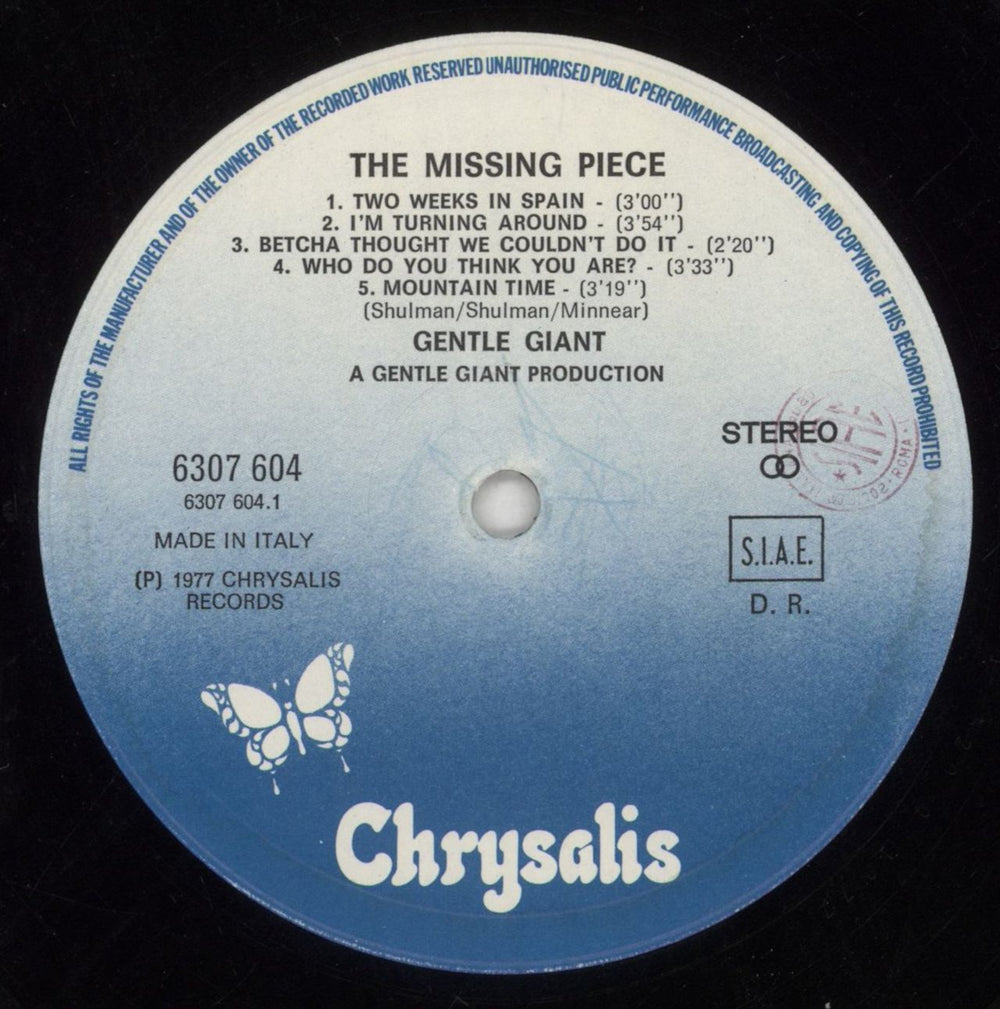 ALL RIGHTS OF THE MANUFACTURER AND OF THE OWNER OF THE RECORDED WORK RESERVED UNAUTHORISED PUBLIC PERFORMANCE BROADCASTING AND COPYING OF THIS RECORD PROHIBITED
THE MISSING PIECE
1. TWO WEEKS IN SPAIN - (3'00'')
2. I'M TURNING AROUND - (3'54'')
3. BETCHA THOUGHT WE COULDN'T DO IT - (2'20'')
4. WHO DO YOU THINK YOU ARE? - (3'33'')
5. MOUNTAIN TIME - (3'19'')
(Shulman/Shulman/Minnear)
GENTLE GIANT
A GENTLE GIANT PRODUCTION
STEREO
6307 604
6307 604.1
MADE IN ITALY
(P) 1977 CHRYSALIS
RECORDS
SIAE
ROMA
S.I.A.E.
D. R.
Chrysalis